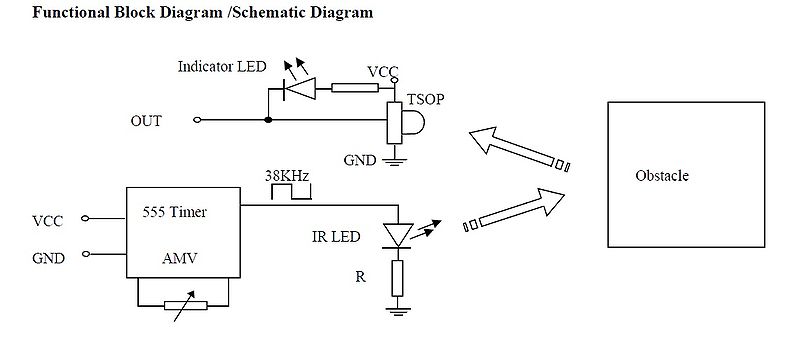 Functional Block Diagram /Schematic Diagram
Indicator LED
VCC
TSOP
OUT
GND
38KHz
Obstacle
555 Timer
VCC
IR LED
GND
AMV
R